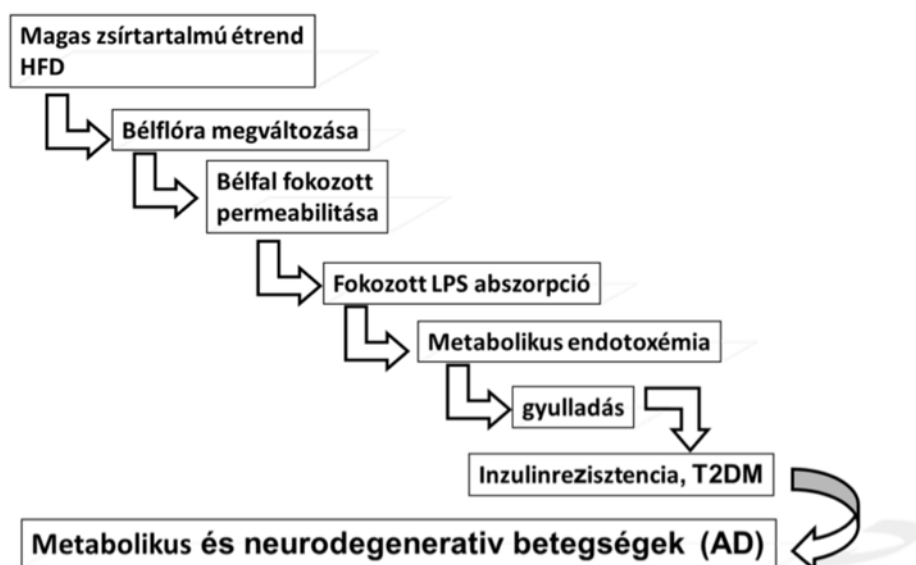 Magas zsírtartalmú étrend
HFD
Bélflóra megváltozása
Bélfal fokozott
permeabilitása
Fokozott LPS abszorpció
Metabolikus endotoxémia
gyulladás
Inzulinrezisztencia, T2DM
Metabolikus és neurodegenerativ betegségek (AD)